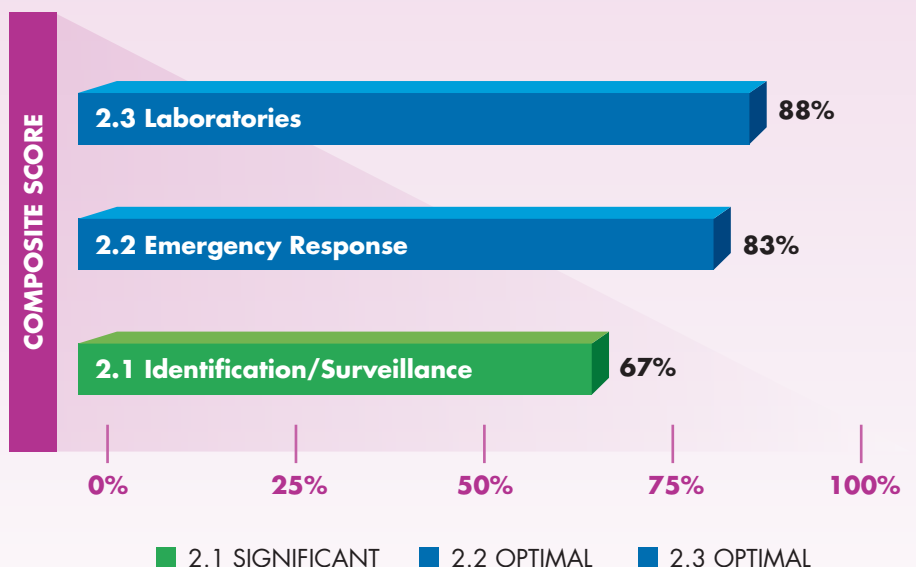 COMPOSITE SCORE
2.3 Laboratories
88%
2.2 Emergency Response
83%
2.1 Identification/Surveillance
67%
0% 25% 50% 75% 100%
2.1 SIGNIFICANT 2.2 OPTIMAL 2.3 OPTIMAL